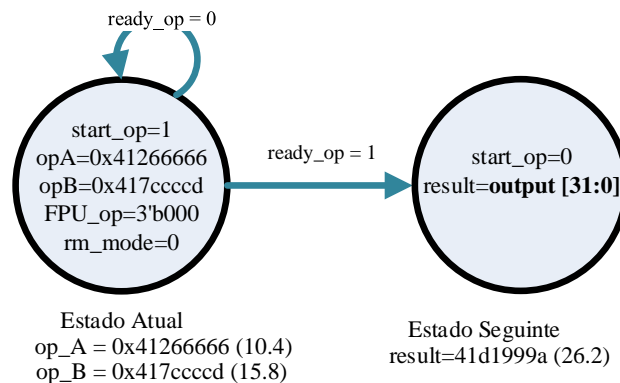 ready_op = 0
start_op=1
opA=0x41266666
opB=0x417ccccd
FPU_op=3'b000
rm_mode=0
ready_op = 1
start_op=0
result=output [31:0]
Estado Atual
op_A = 0x41266666 (10.4)
op_B = 0x417ccccd (15.8)
Estado Seguinte
result=41d1999a (26.2)